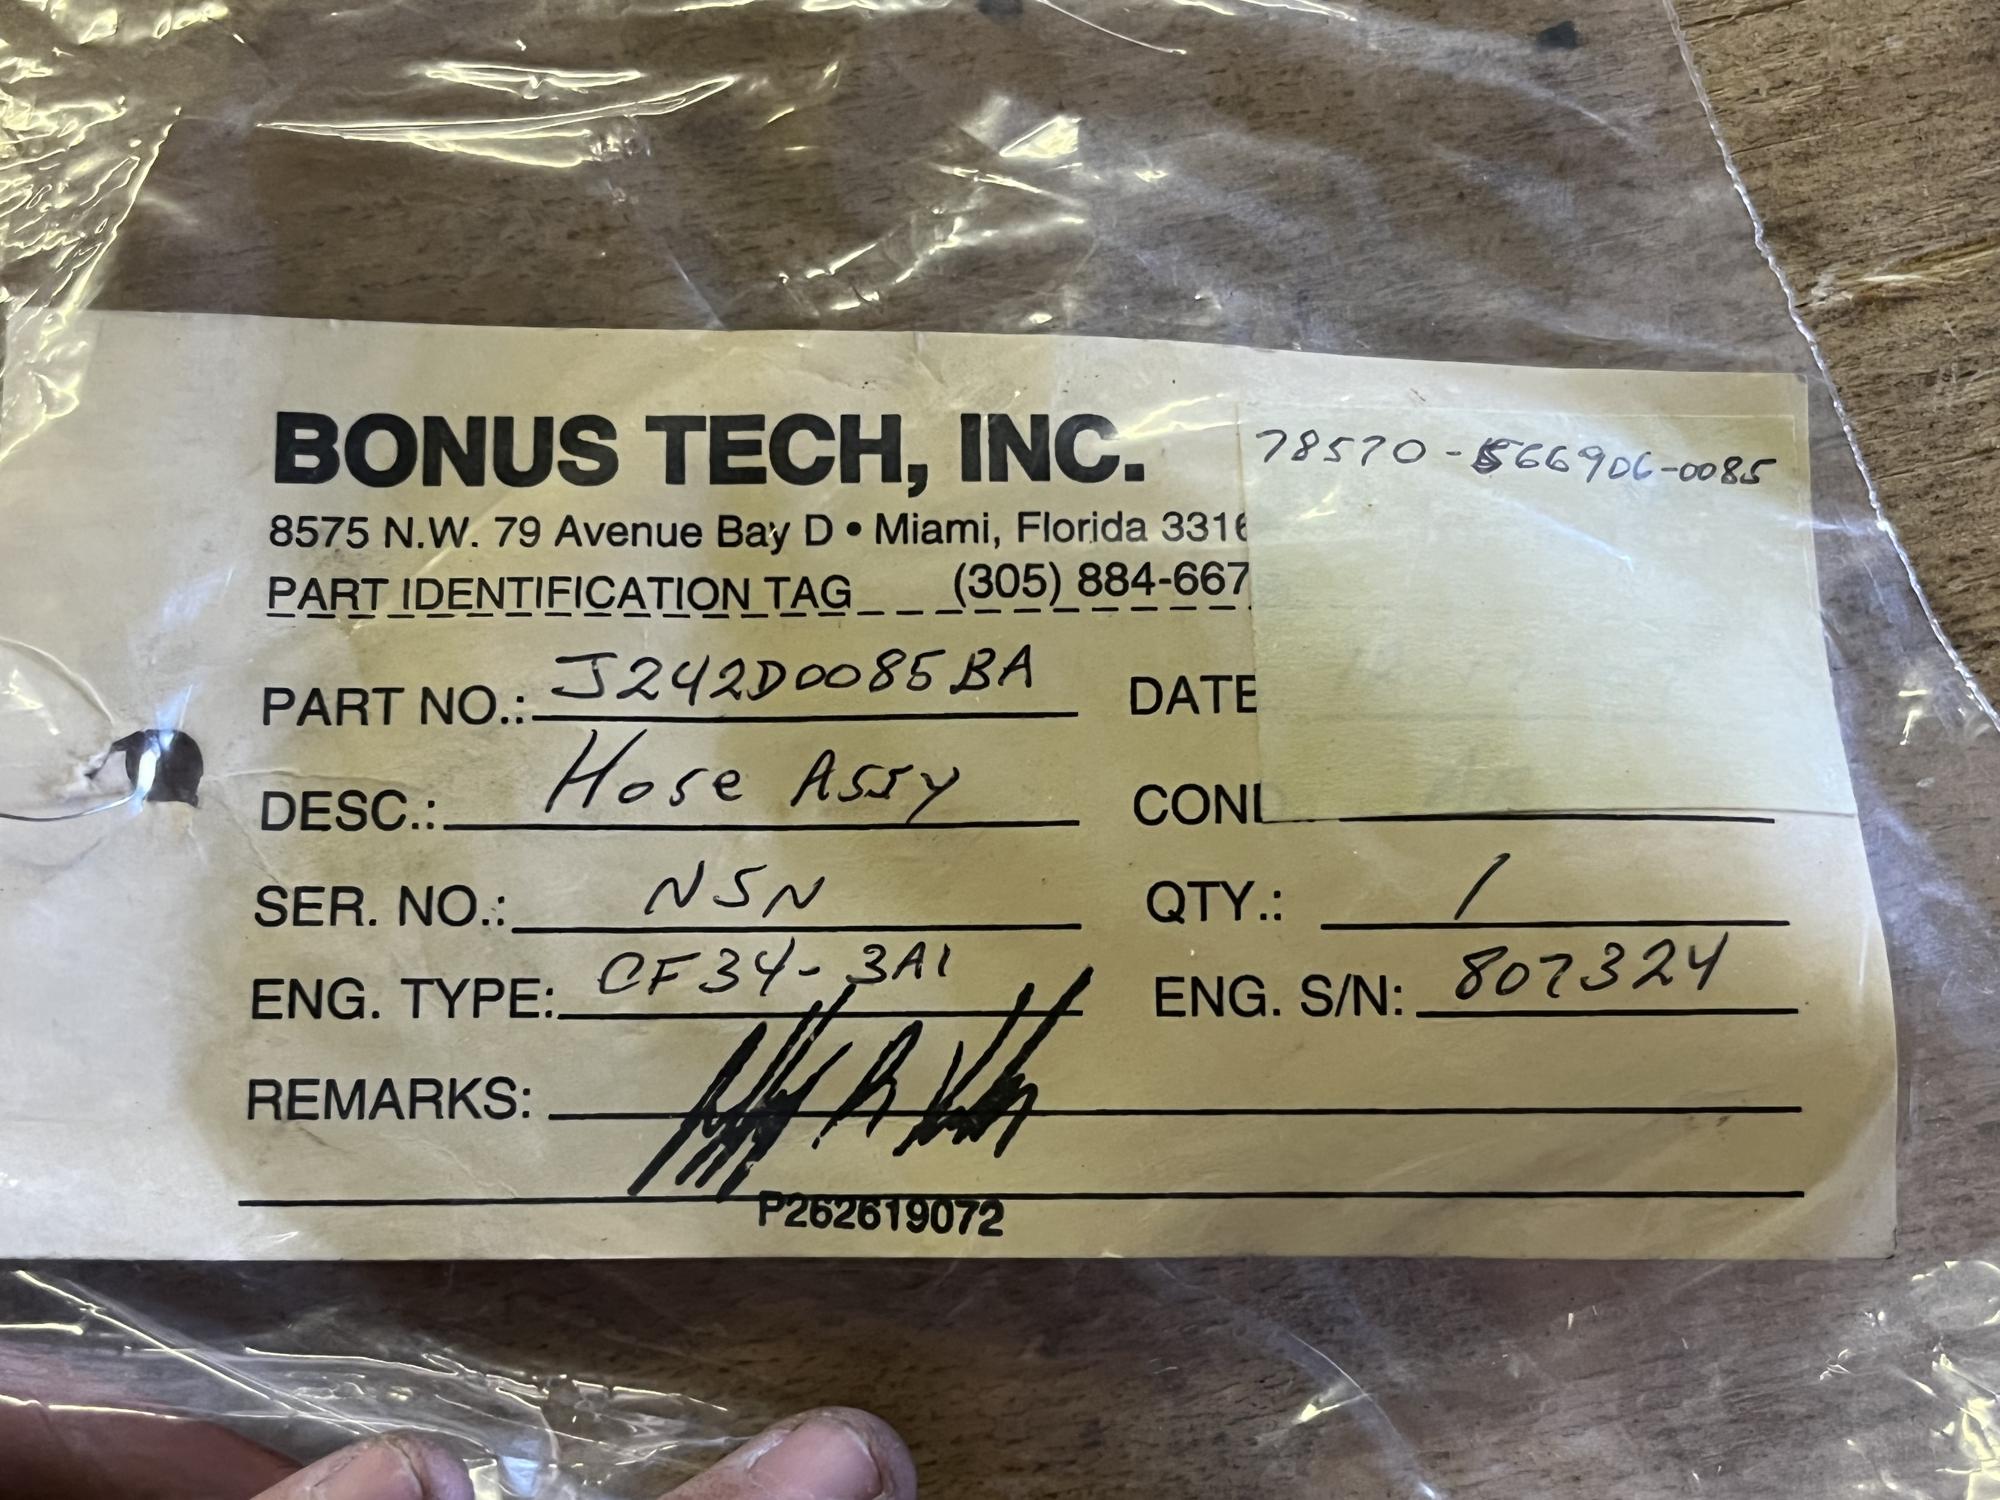 BONUS TECH, INC.
78570-566906-0085
8575 N.W. 79 Avenue Bay D • Miami, Florida 3316
PART IDENTIFICATION TAG (305) 884-667
PART NO.: J242D0085BA DATE
DESC.: Hose Assy CON
SER. NO.: NSN QTY.: 1
ENG. TYPE: CF34-3A1 ENG. S/N: 807324
REMARKS:
P262619072